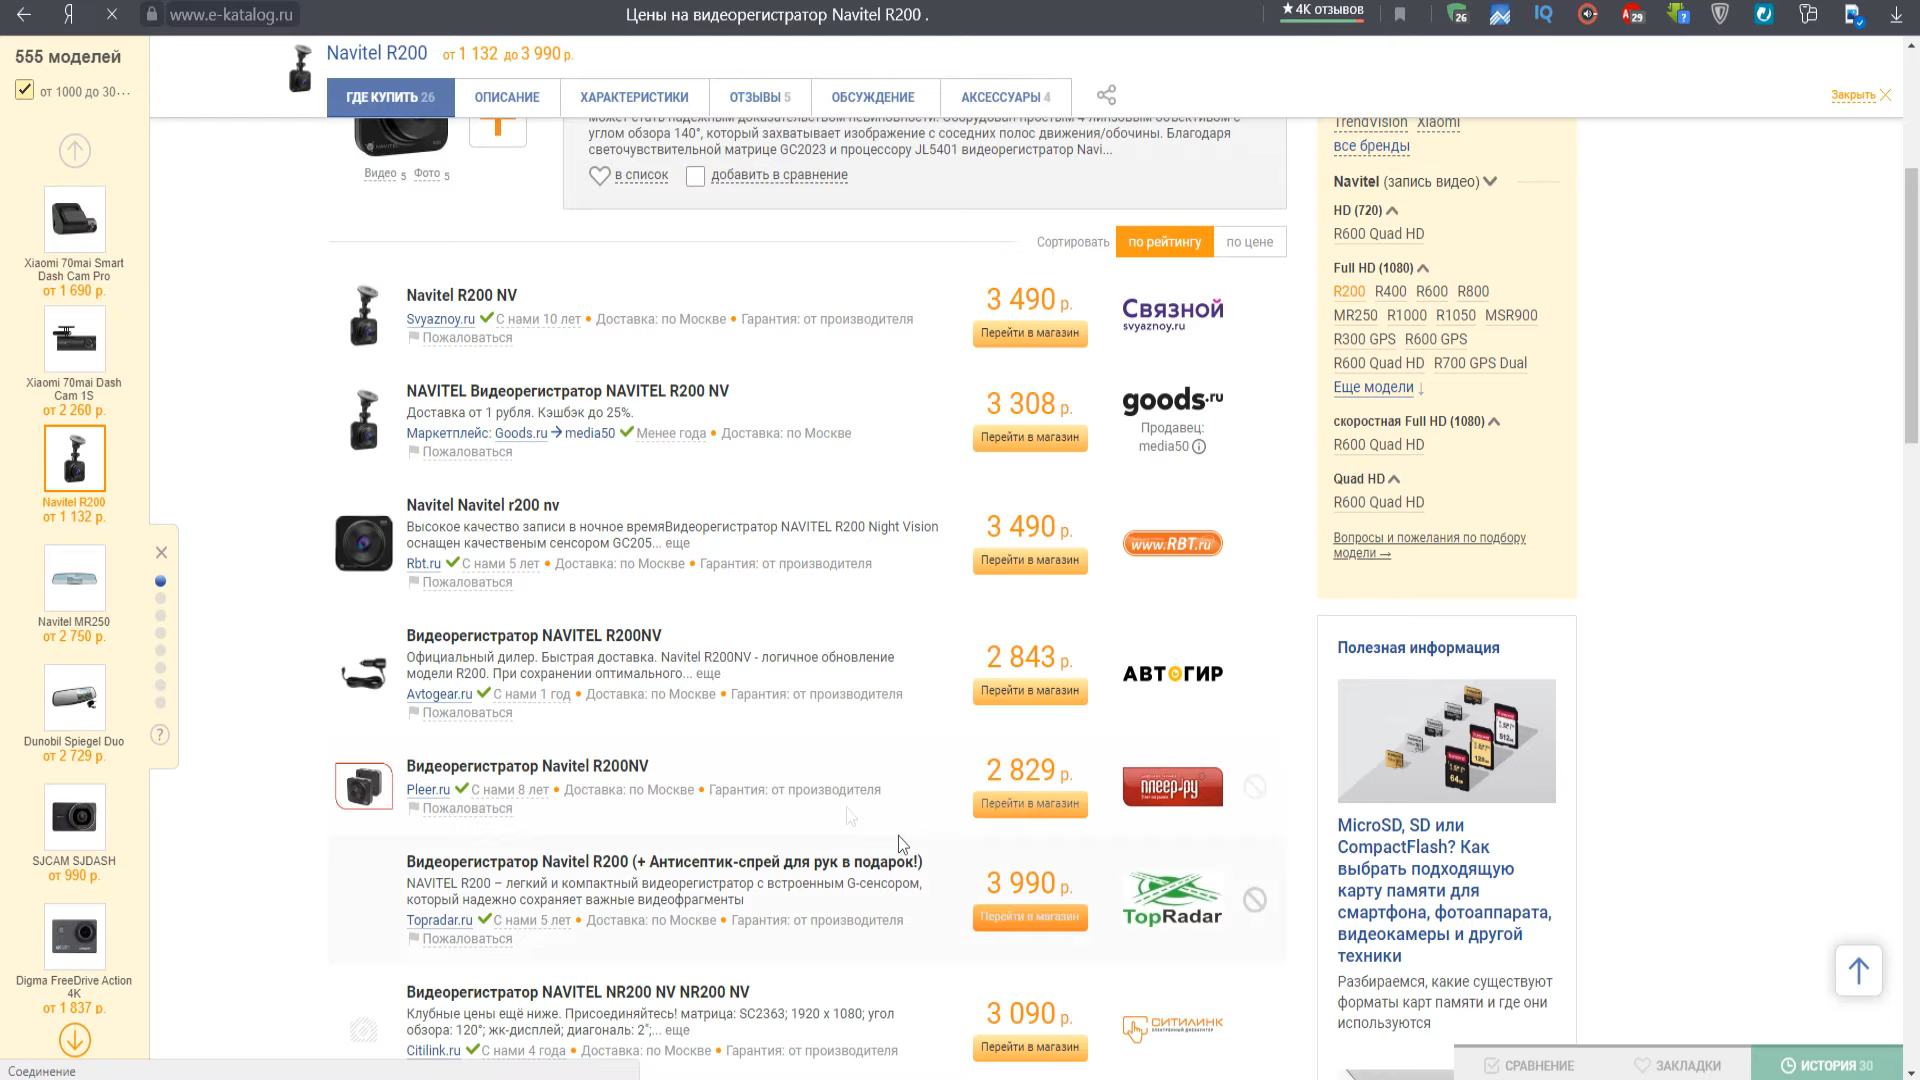 www.e-katalog.ru
Цены на видеорегистратор Navitel R200 .
★4K отзывов
26
29
555 моделей
от 1000 до 30...
Xiaomi 70mai Smart
Dash Cam Pro
от 1 690 р.
Xiaomi 70mai Dash
Cam 1S
от 2 260 р.
Navitel R200
от 1 132 р.
Navitel MR250
от 2 750 р.
Dunobil Spiegel Duo
от 2 729 р.
SJCAM SJDASH
от 990 р.
Digma FreeDrive Action
4K
от 1 837 р.
Соединение
Navitel R200 от 1 132 до 3 990 р.
ГДЕ КУПИТЬ 26
ОПИСАНИЕ
ХАРАКТЕРИСТИКИ
ОТЗЫВЫ 5
ОБСУЖДЕНИЕ
АКСЕССУАРЫ 4
Закрыть
может стать надежным доказательством невиновности. Оборудован простым 4-линзовым объективом с
углом обзора 140°, который захватывает изображение с соседних полос движения/обочины. Благодаря
светочувствительной матрице GC2023 и процессору JL5401 видеорегистратор Navi...
Видео 5 Фото 5
в список
добавить в сравнение
Сортировать по рейтингу по цене
Navitel R200 NV
Svyaznoy.ru С нами 10 лет • Доставка: по Москве • Гарантия: от производителя
Пожаловаться
3 490 р.
Перейти в магазин
Связной
svyaznoy.ru
NAVITEL Видеорегистратор NAVITEL R200 NV
Доставка от 1 рубля. Кэшбэк до 25%.
Маркетплейс: Goods.ru → media50 Менее года • Доставка: по Москве
Пожаловаться
3 308 р.
Перейти в магазин
goods.ru
Продавец:
media50
Navitel Navitel r200 nv
Высокое качество записи в ночное времяВидеорегистратор NAVITEL R200 Night Vision
оснащен качественым сенсором GC205... еще
Rbt.ru С нами 5 лет • Доставка: по Москве • Гарантия: от производителя
Пожаловаться
3 490 р.
Перейти в магазин
www.RBT.ru
Видеорегистратор NAVITEL R200NV
Официальный дилер. Быстрая доставка. Navitel R200NV - логичное обновление
модели R200. При сохранении оптимального... еще
Avtogear.ru С нами 1 год • Доставка: по Москве • Гарантия: от производителя
Пожаловаться
2 843 р.
Перейти в магазин
АВТОГИР
Видеорегистратор Navitel R200NV
Pleer.ru С нами 8 лет • Доставка: по Москве • Гарантия: от производителя
Пожаловаться
2 829 р.
Перейти в магазин
плеер·ру
Видеорегистратор Navitel R200 (+ Антисептик-спрей для рук в подарок!)
NAVITEL R200 – легкий и компактный видеорегистратор с встроенным G-сенсором,
который надежно сохраняет важные видеофрагменты
Topradar.ru С нами 5 лет • Доставка: по Москве • Гарантия: от производителя
Пожаловаться
3 990 р.
Перейти в магазин
TopRadar
Видеорегистратор NAVITEL NR200 NV NR200 NV
Клубные цены ещё ниже. Присоединяйтесь! матрица: SC2363; 1920 x 1080; угол
обзора: 120°; жк-дисплей; диагональ: 2";... еще
Citilink.ru С нами 4 года • Доставка: по Москве • Гарантия: от производителя
3 090 р.
Перейти в магазин
СИТИЛИНК
TrendVision Xiaomi
все бренды
Navitel (запись видео)
HD (720)
R600 Quad HD
Full HD (1080)
R200 R400 R600 R800
MR250 R1000 R1050 MSR900
R300 GPS R600 GPS
R600 Quad HD R700 GPS Dual
Еще модели ↓
скоростная Full HD (1080)
R600 Quad HD
Quad HD
R600 Quad HD
Вопросы и пожелания по подбору
модели →
Полезная информация
MicroSD, SD или
CompactFlash? Как
выбрать подходящую
карту памяти для
смартфона, фотоаппарата,
видеокамеры и другой
техники
Разбираемся, какие существуют
форматы карт памяти и где они
используются
СРАВНЕНИЕ
ЗАКЛАДКИ
ИСТОРИЯ 30